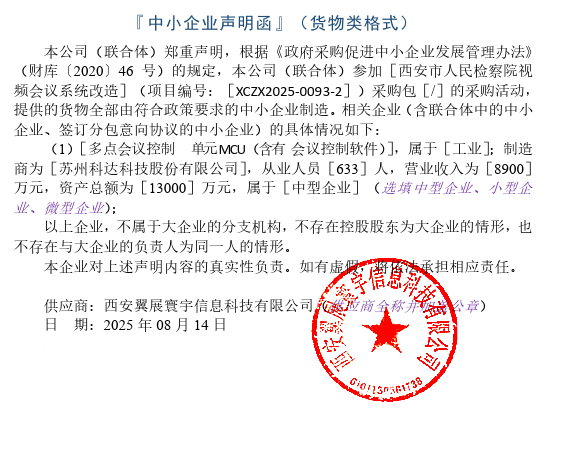 『中小企业声明函』（货物类格式）
本公司（联合体）郑重声明，根据《政府采购促进中小企业发展管理办法》
（财库〔2020〕46 号）的规定，本公司（联合体）参加［西安市人民检察院视
频会议系统改造］（项目编号：［XCZX2025-0093-2］）采购包［/］的采购活动，
提供的货物全部由符合政策要求的中小企业制造。相关企业（含联合体中的中小
企业、签订分包意向协议的中小企业）的具体情况如下：
（1）［多点会议控制 单元MCU（含有 会议控制软件）］，属于［工业］；制造
商为［苏州科达科技股份有限公司］，从业人员［633］人，营业收入为［8900］
万元，资产总额为［13000］万元，属于［中型企业］（选填中型企业、小型企
业、微型企业）；
以上企业，不属于大企业的分支机构，不存在控股股东为大企业的情形，也
不存在与大企业的负责人为同一人的情形。
本企业对上述声明内容的真实性负责。如有虚假，将依法承担相应责任。
供应商：西安翼展寰宇信息科技有限公司（供应商全称并加盖公章）
日 期：2025 年 08 月 14 日
西安翼展寰宇信息科技有限公司